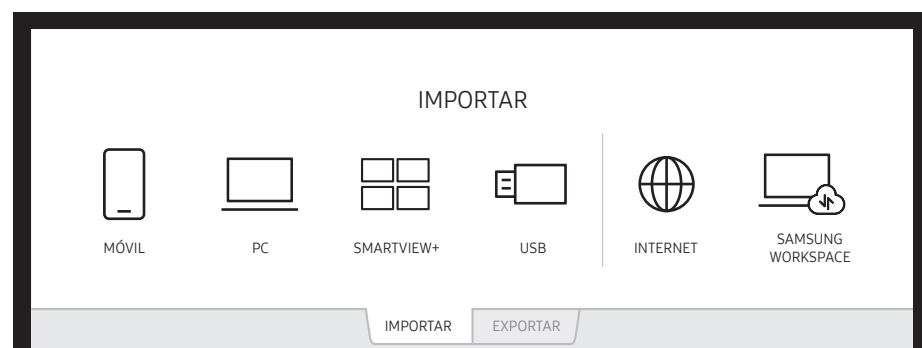 IMPORTAR
MÓVIL
PC
SMARTVIEW+
USB
INTERNET
SAMSUNG
WORKSPACE
IMPORTAR
EXPORTAR